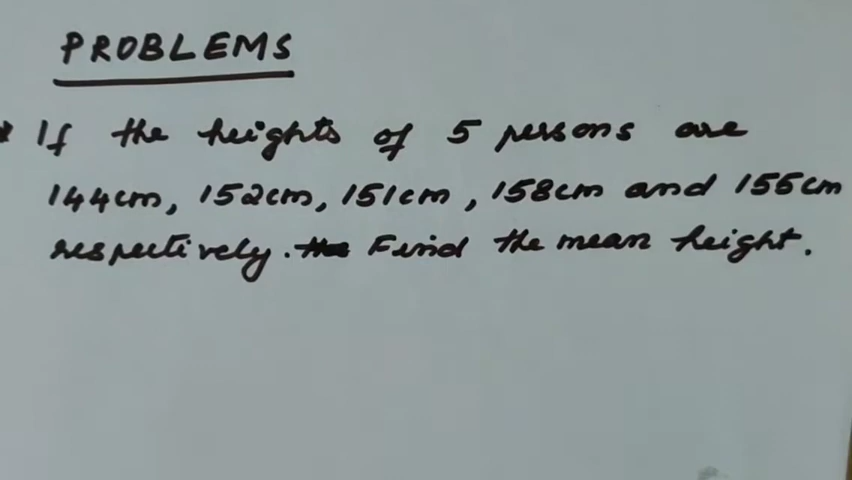 PROBLEMS
* If the heights of 5 persons are
144cm, 152cm, 151cm, 158cm and 155cm
respectively. Find the mean height.